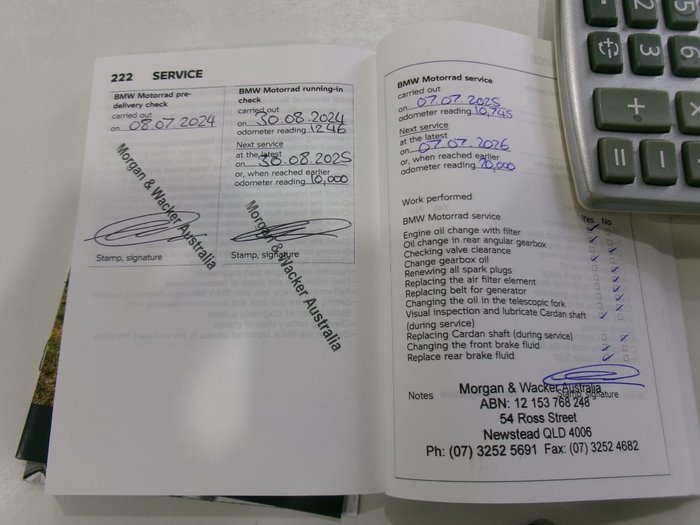 222 SERVICE
BMW Motorrad pre-
delivery check
carried out
on 08.07.2024
Morgan & Wacker Australia
Stamp, signature
BMW Motorrad running-in
check
carried out
on 30.08.2024
odometer reading 1246
Next service
at the latest
on 30.08.2025
or, when reached earlier
odometer reading 10,000
Morgan & Wacker Australia
Stamp, signature
BMW Motorrad service
carried out
on 07.07.2025
odometer reading 10,745
Next service
at the latest
on 07.07.2026
or, when reached earlier
odometer reading 20,000
Work performed
BMW Motorrad service Yes No
Engine oil change with filter
Oil change in rear angular gearbox
Checking valve clearance
Change gearbox oil
Renewing all spark plugs
Replacing the air filter element
Replacing belt for generator
Changing the oil in the telescopic fork
Visual inspection and lubricate Cardan shaft
(during service)
Replacing Cardan shaft (during service)
Changing the front brake fluid
Replace rear brake fluid
Notes
Stamp, signature
Morgan & Wacker Australia
ABN: 12 153 768 248
54 Ross Street
Newstead QLD 4006
Ph: (07) 3252 5691 Fax: (07) 3252 4682
5
2
3
6
+
×
=